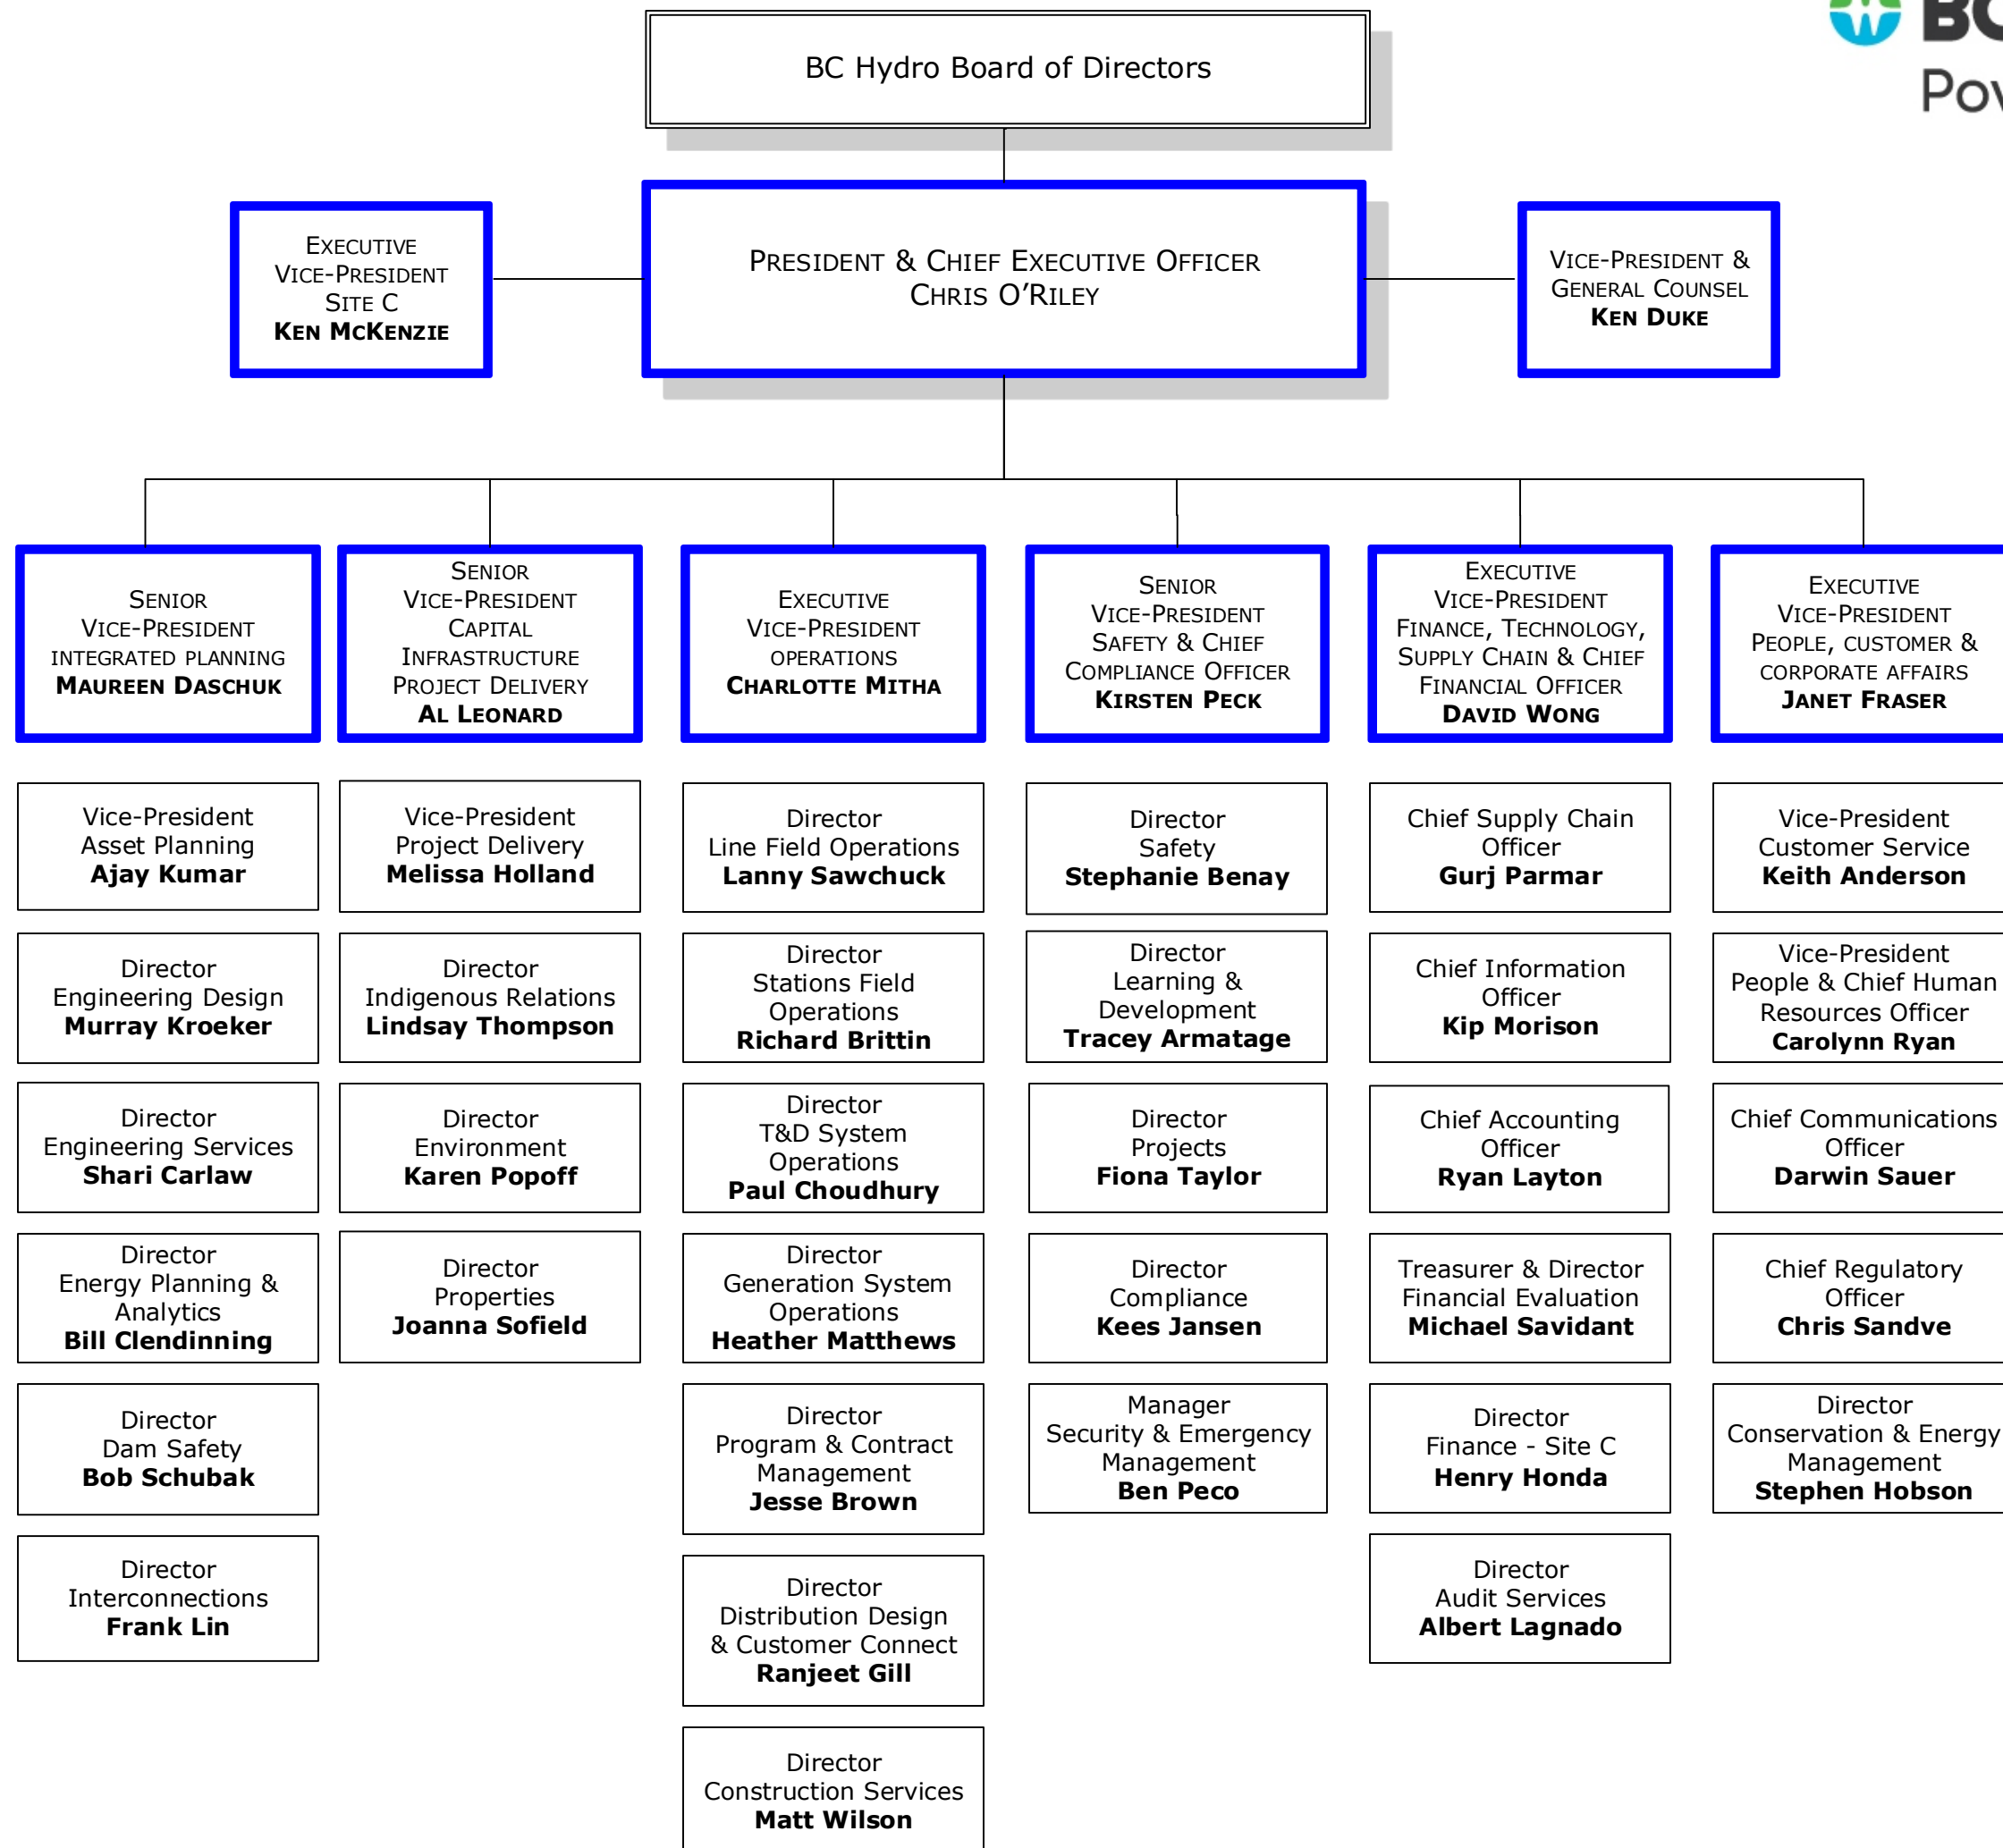 BC
Pow
BC Hydro Board of Directors
EXECUTIVE
VICE-PRESIDENT
SITE C
KEN MCKENZIE
PRESIDENT & CHIEF EXECUTIVE OFFICER
CHRIS O'RILEY
VICE-PRESIDENT &
GENERAL COUNSEL
KEN DUKE
SENIOR
VICE-PRESIDENT
INTEGRATED PLANNING
MAUREEN DASCHUK
SENIOR
VICE-PRESIDENT
CAPITAL
INFRASTRUCTURE
PROJECT DELIVERY
AL LEONARD
EXECUTIVE
VICE-PRESIDENT
OPERATIONS
CHARLOTTE MITHA
SENIOR
VICE-PRESIDENT
SAFETY & CHIEF
COMPLIANCE OFFICER
KIRSTEN PECK
EXECUTIVE
VICE-PRESIDENT
FINANCE, TECHNOLOGY,
SUPPLY CHAIN & CHIEF
FINANCIAL OFFICER
DAVID WONG
EXECUTIVE
VICE-PRESIDENT
PEOPLE, CUSTOMER &
CORPORATE AFFAIRS
JANET FRASER
Vice-President
Asset Planning
Ajay Kumar
Director
Engineering Design
Murray Kroeker
Director
Engineering Services
Shari Carlaw
Director
Energy Planning &
Analytics
Bill Clendinning
Director
Dam Safety
Bob Schubak
Director
Interconnections
Frank Lin
Vice-President
Project Delivery
Melissa Holland
Director
Indigenous Relations
Lindsay Thompson
Director
Environment
Karen Popoff
Director
Properties
Joanna Sofield
Director
Line Field Operations
Lanny Sawchuck
Director
Stations Field
Operations
Richard Brittin
Director
T&D System
Operations
Paul Choudhury
Director
Generation System
Operations
Heather Matthews
Director
Program & Contract
Management
Jesse Brown
Director
Distribution Design
& Customer Connect
Ranjeet Gill
Director
Construction Services
Matt Wilson
Director
Safety
Stephanie Benay
Director
Learning &
Development
Tracey Armatage
Director
Projects
Fiona Taylor
Director
Compliance
Kees Jansen
Manager
Security & Emergency
Management
Ben Peco
Chief Supply Chain
Officer
Gurj Parmar
Chief Information
Officer
Kip Morison
Chief Accounting
Officer
Ryan Layton
Treasurer & Director
Financial Evaluation
Michael Savidant
Director
Finance - Site C
Henry Honda
Director
Audit Services
Albert Lagnado
Vice-President
Customer Service
Keith Anderson
Vice-President
People & Chief Human
Resources Officer
Carolynn Ryan
Chief Communications
Officer
Darwin Sauer
Chief Regulatory
Officer
Chris Sandve
Director
Conservation & Energy
Management
Stephen Hobson